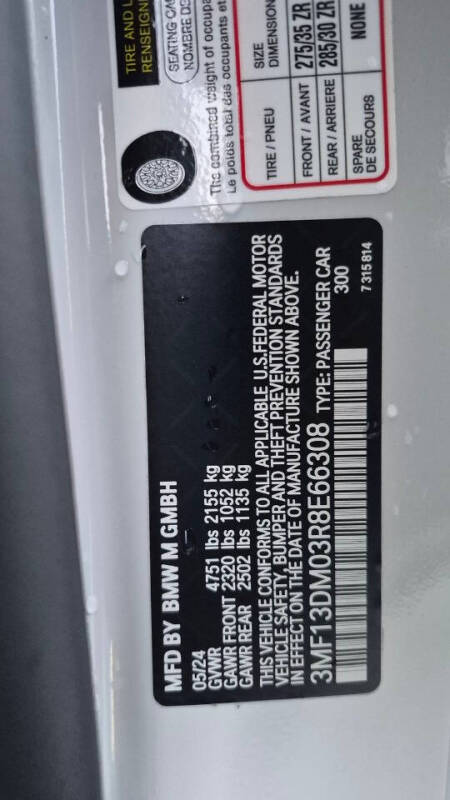 TIRE AND L
RENSEIGN
SEATING CA
NOMBRE D
The combined weight of occupa
Le poids total des occupants et
TIRE / PNEU
SIZE
DIMENSION
FRONT / AVANT
275/35 ZR
REAR / ARRIERE
285/30 ZR
SPARE
DE SECOURS
NONE
MFD BY BMW M GMBH
05/24
GVWR 4751 lbs 2155 kg
GAWR FRONT 2320 lbs 1052 kg
GAWR REAR 2502 lbs 1135 kg
THIS VEHICLE CONFORMS TO ALL APPLICABLE U.S.FEDERAL MOTOR
VEHICLE SAFETY, BUMPER AND THEFT PREVENTION STANDARDS
IN EFFECT ON THE DATE OF MANUFACTURE SHOWN ABOVE.
3MF13DM03R8E66308 TYPE: PASSENGER CAR
300
7 315 814